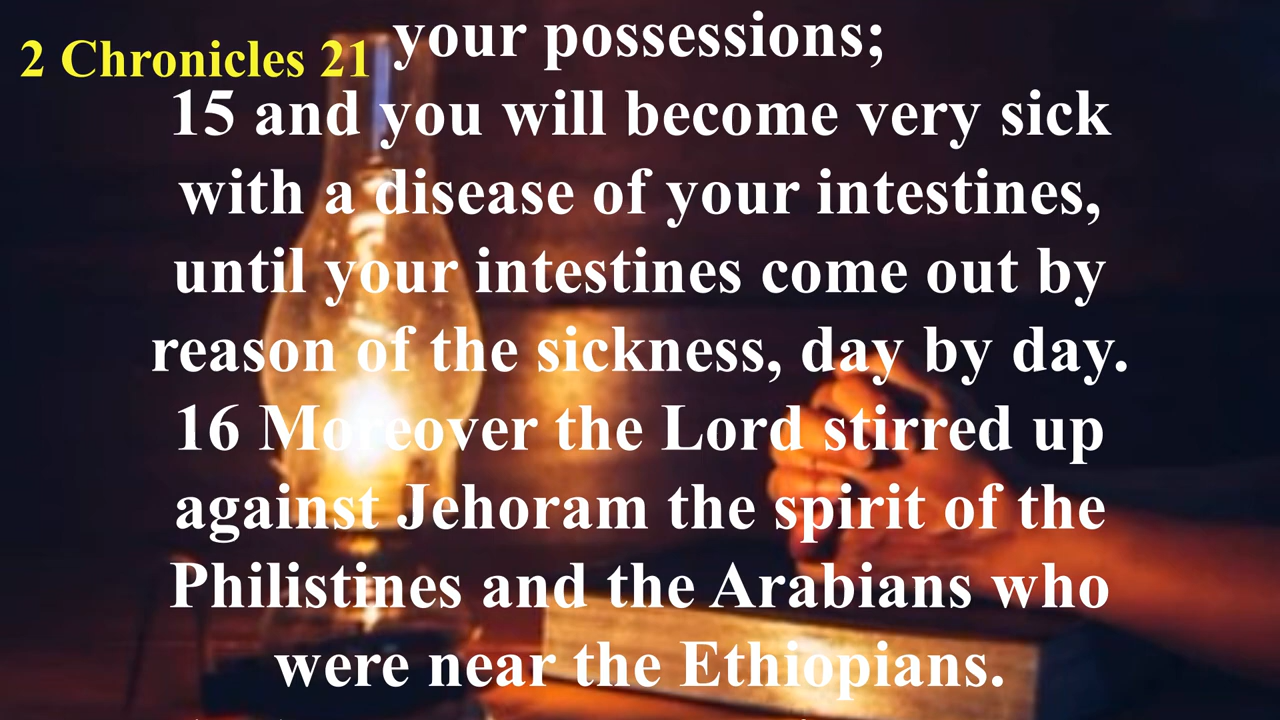 2 Chronicles 21
your possessions;
15 and you will become very sick
with a disease of your intestines,
until your intestines come out by
reason of the sickness, day by day.
16 Moreover the Lord stirred up
against Jehoram the spirit of the
Philistines and the Arabians who
were near the Ethiopians.